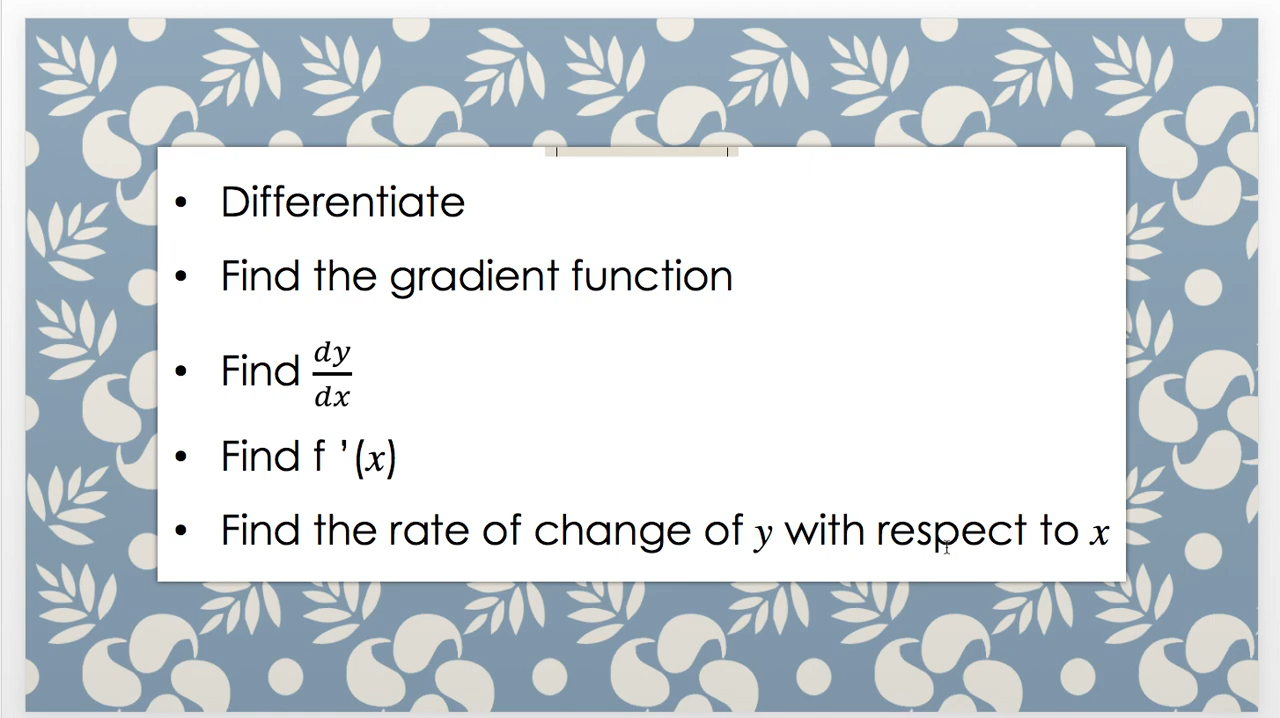 • Differentiate
• Find the gradient function
• Find dy/dx
• Find f ’(x)
• Find the rate of change of y with respect to x